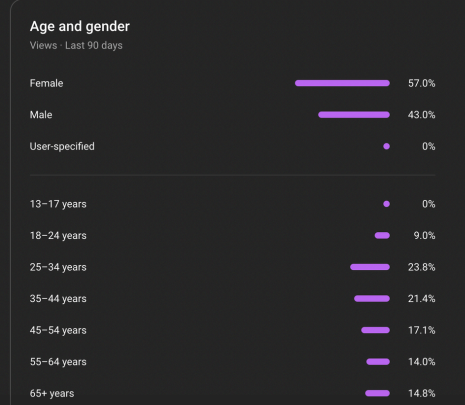 Age and gender
Views · Last 90 days
Female 57.0%
Male 43.0%
User-specified 0%
13–17 years 0%
18–24 years 9.0%
25–34 years 23.8%
35–44 years 21.4%
45–54 years 17.1%
55–64 years 14.0%
65+ years 14.8%